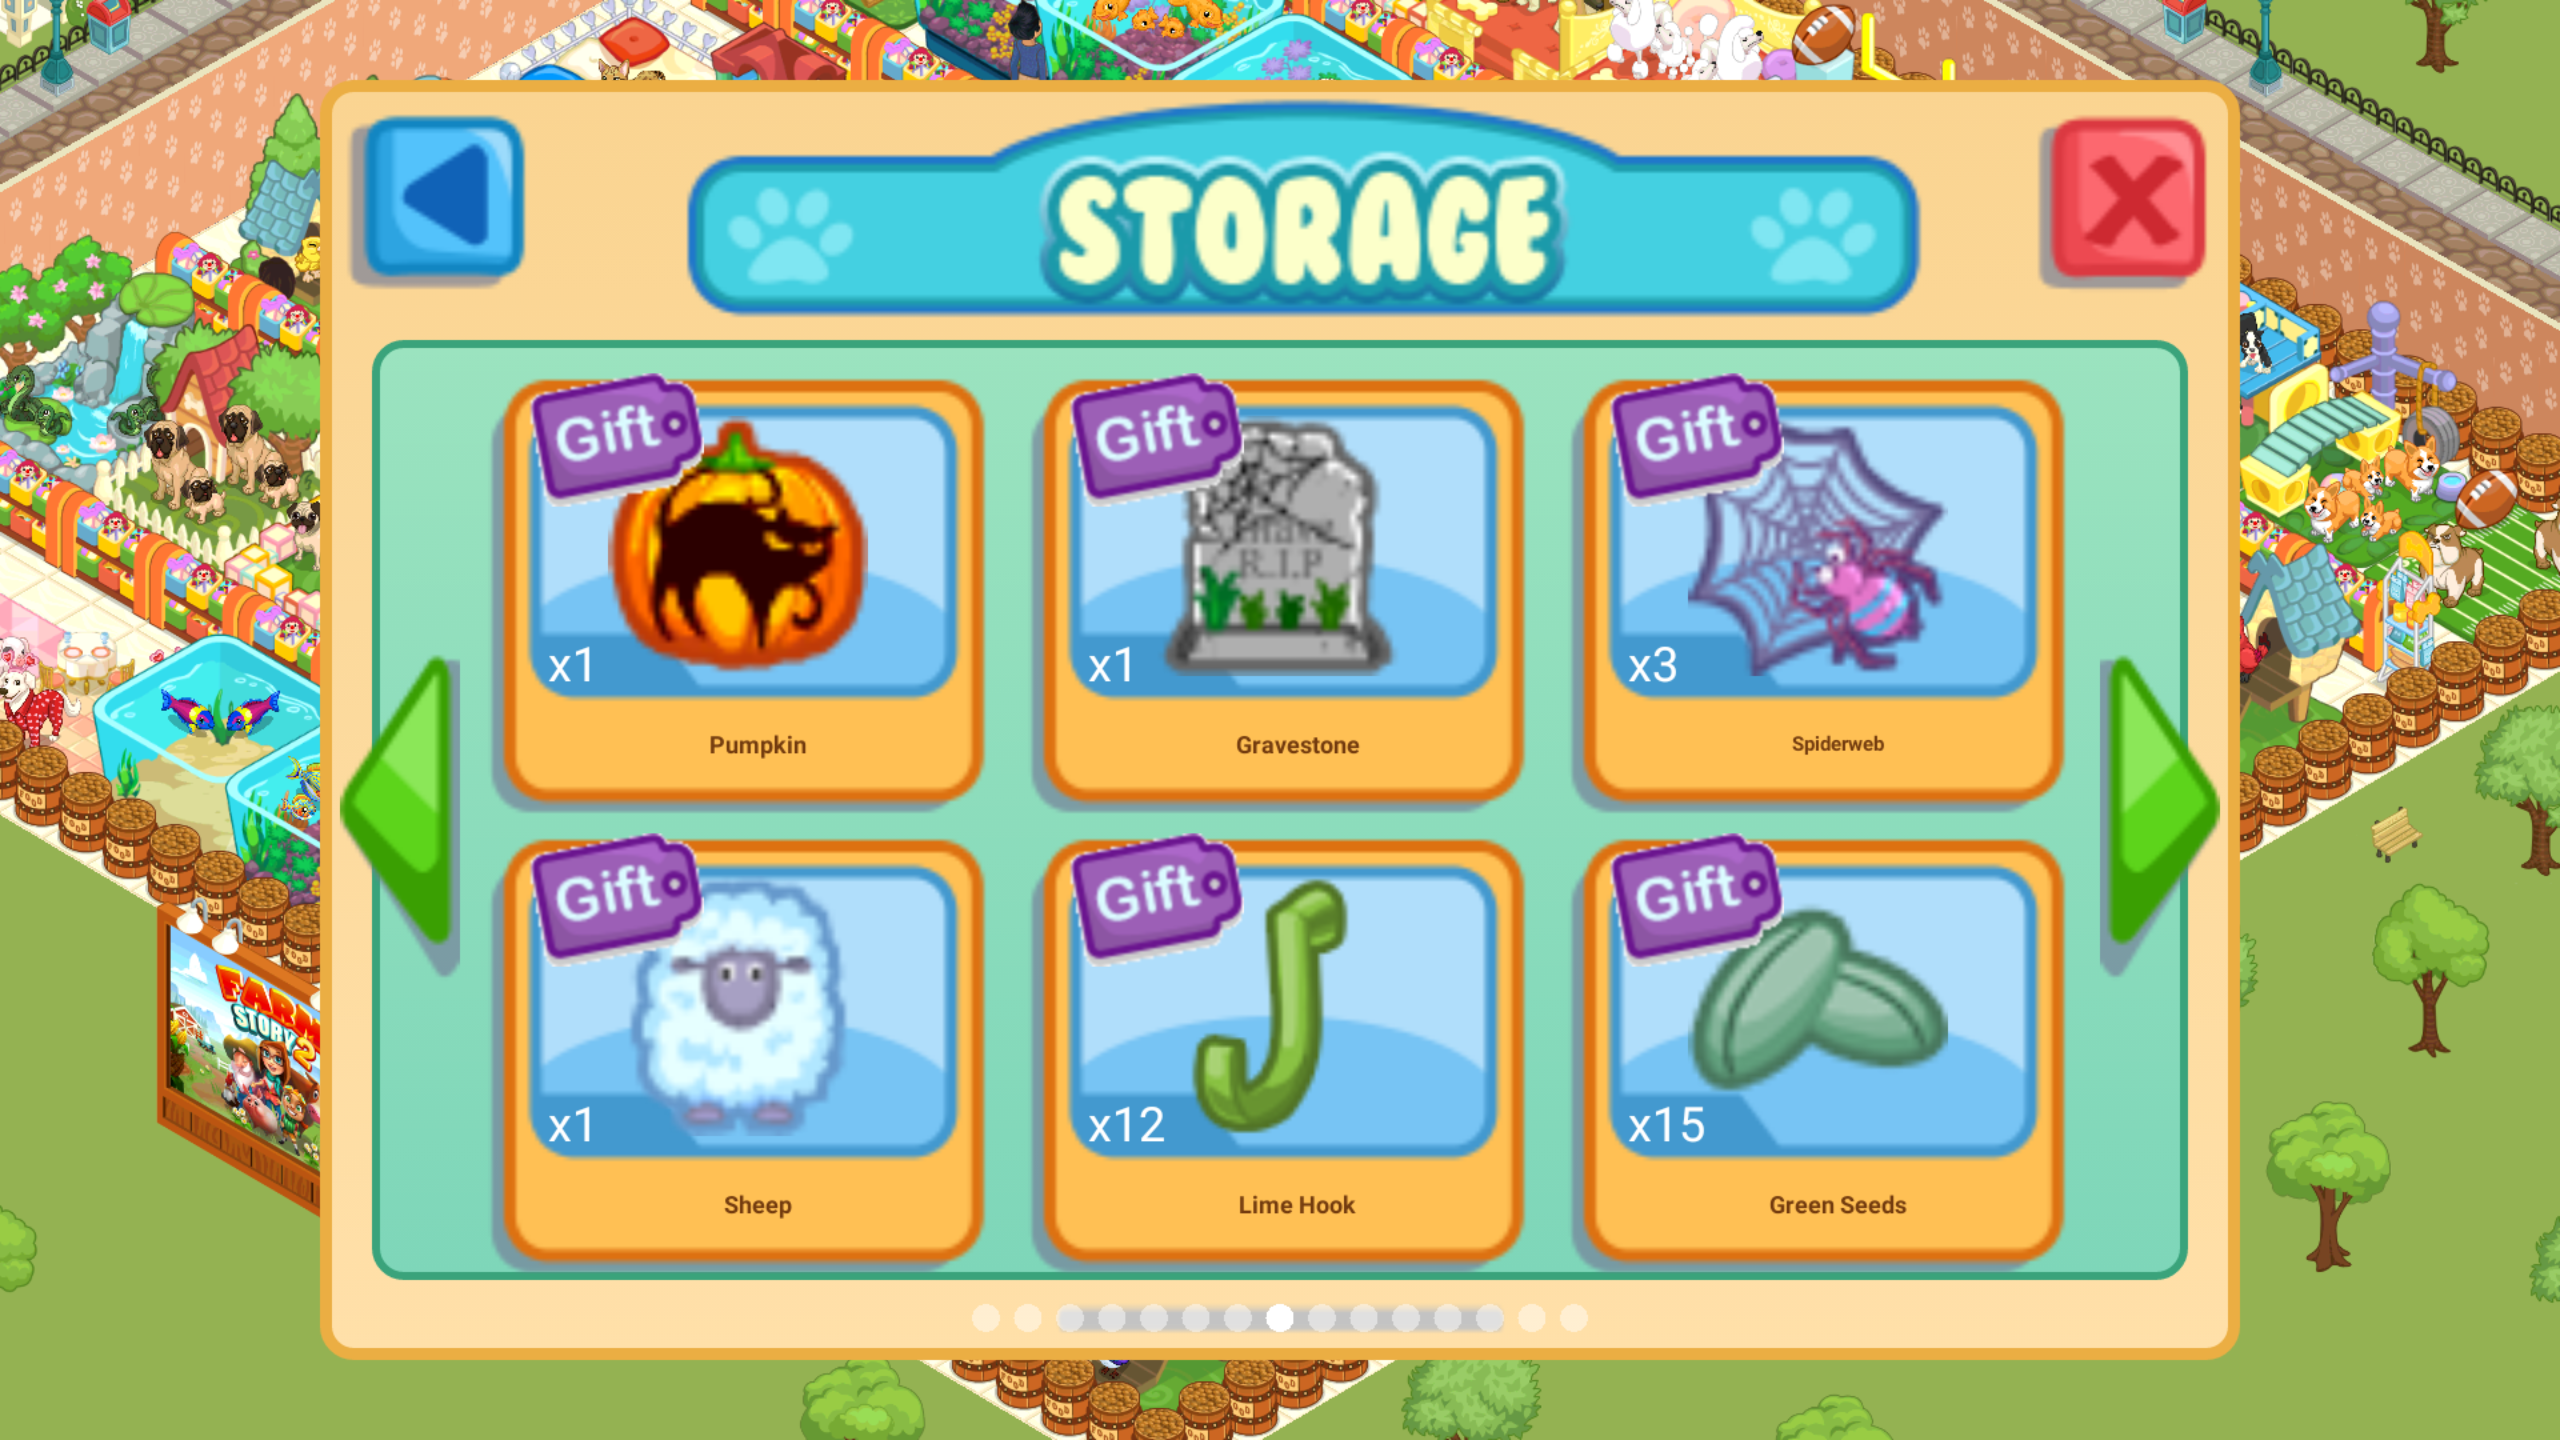 STORAGE
Gift
Gift
Gift
R.I.P
x1
x1
x3
Pumpkin
Gravestone
Spiderweb
Gift
Gift
Gift
x1
x12
x15
Sheep
Lime Hook
Green Seeds
FARM
STORY 2